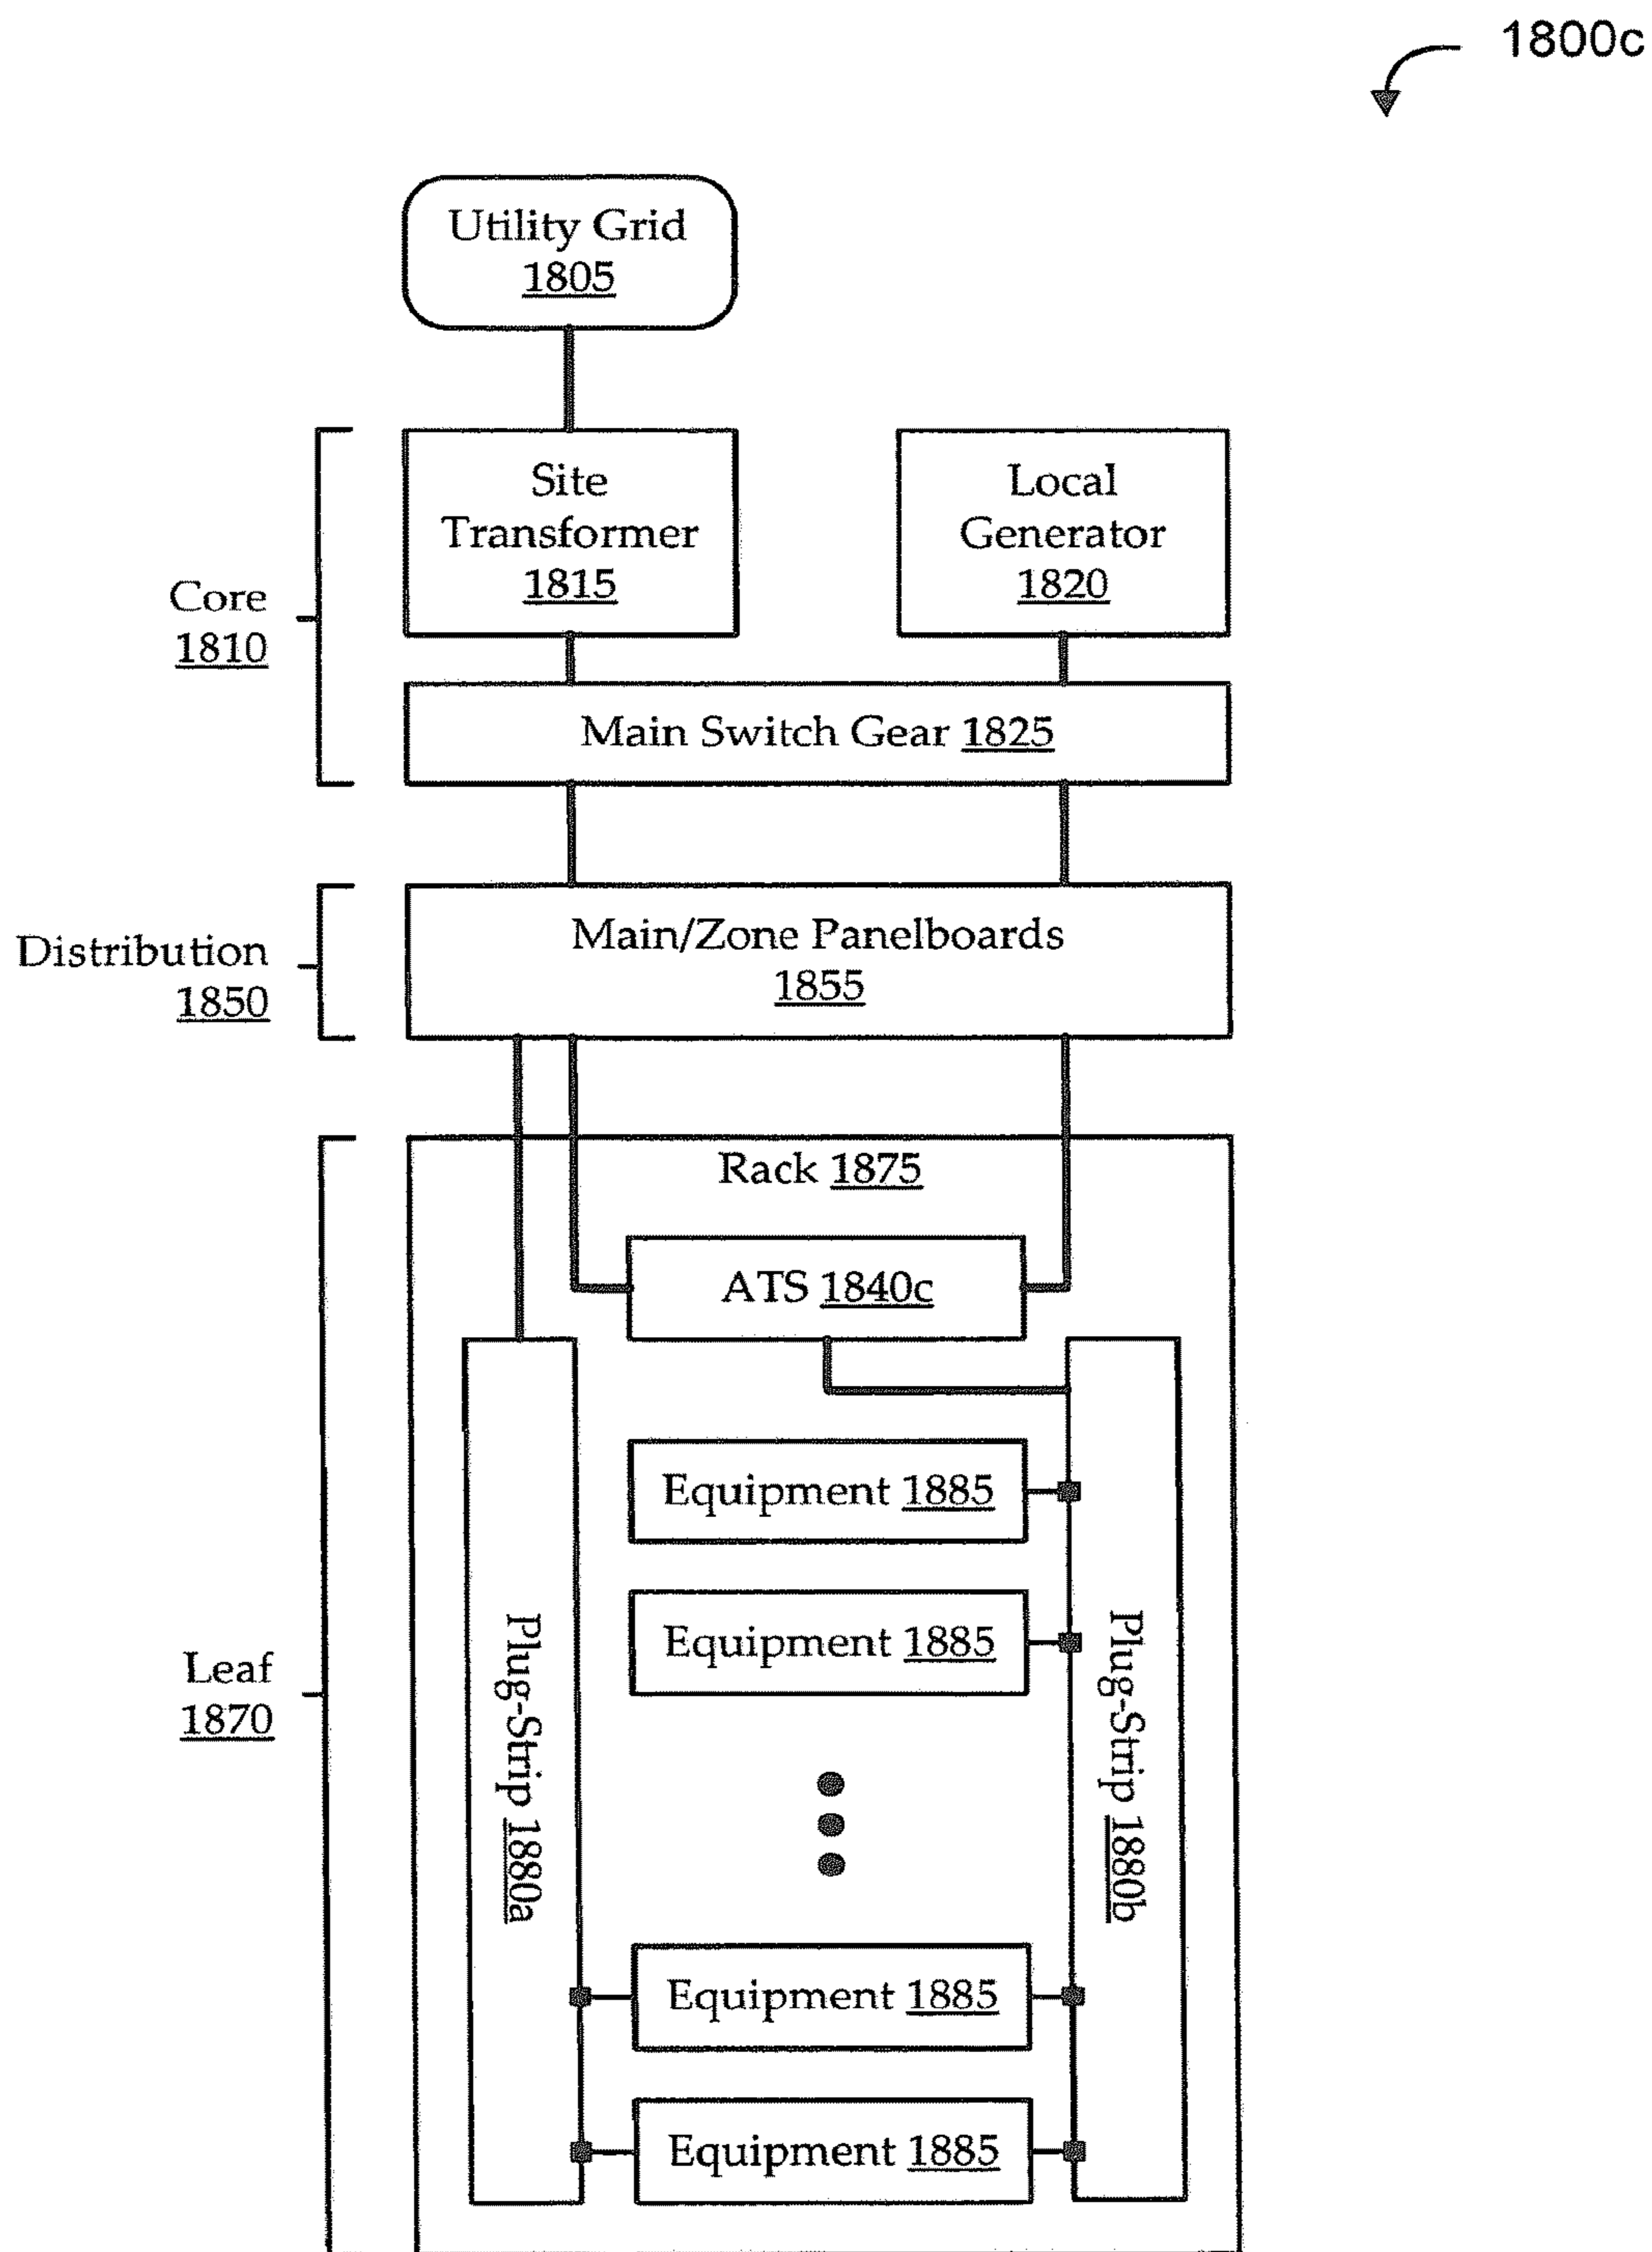 1800c
Utility Grid
1805
Site
Transformer
1815
Local
Generator
1820
Core
1810
Main Switch Gear 1825
Distribution
1850
Main/Zone Panelboards
1855
Rack 1875
ATS 1840c
Equipment 1885
Equipment 1885
Leaf
1870
Plug-Strip 1880a
Plug-Strip 1880b
Equipment 1885
Equipment 1885